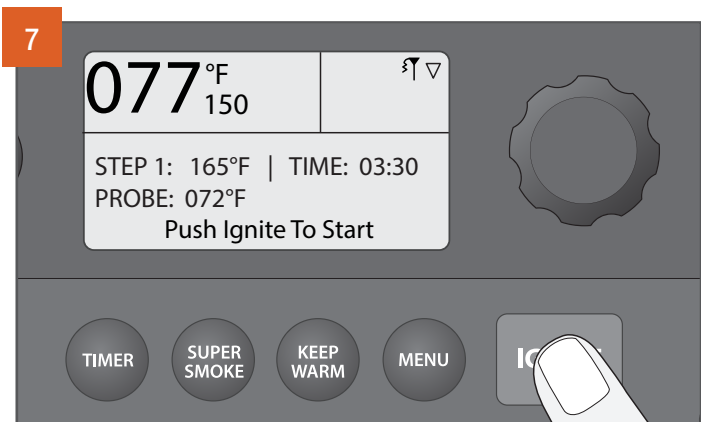 7
077 °F
150
STEP 1: 165°F | TIME: 03:30
PROBE: 072°F
Push Ignite To Start
TIMER
SUPER
SMOKE
KEEP
WARM
MENU